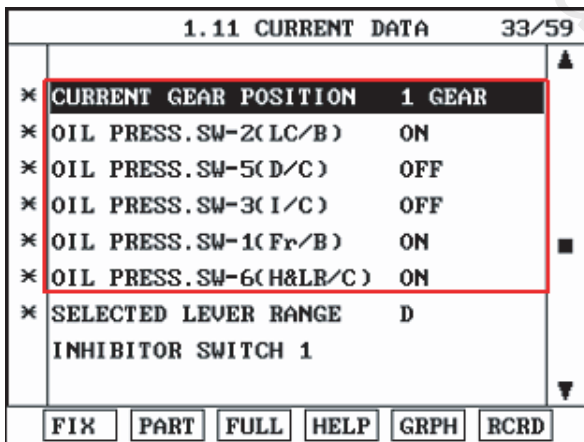 1.11 CURRENT DATA 33/59
* CURRENT GEAR POSITION 1 GEAR
* OIL PRESS.SW-2(LC/B) ON
* OIL PRESS.SW-5(D/C) OFF
* OIL PRESS.SW-3(I/C) OFF
* OIL PRESS.SW-1(Fr/B) ON
* OIL PRESS.SW-6(H&LR/C) ON
* SELECTED LEVER RANGE D
INHIBITOR SWITCH 1
FIX PART FULL HELP GRPH RCRD